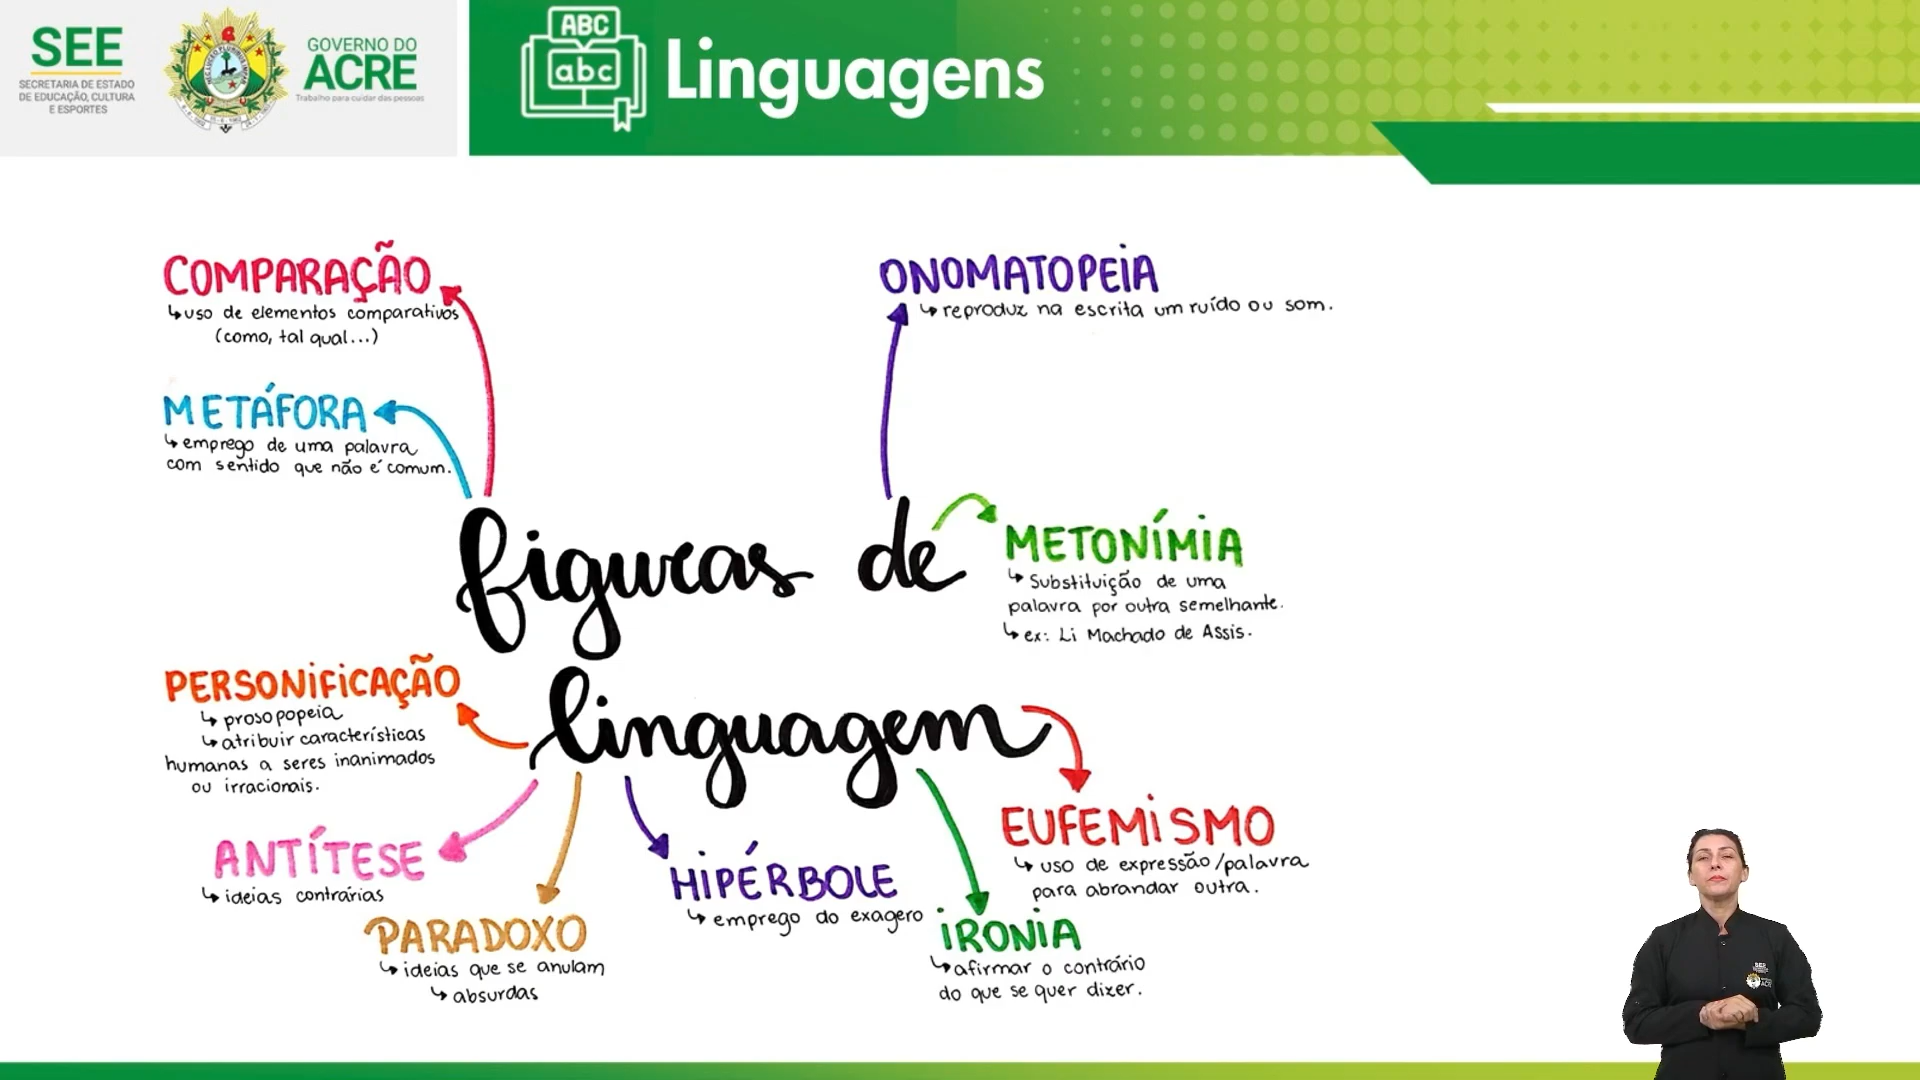 SEE
SECRETARIA DE ESTADO
DE EDUCAÇÃO, CULTURA
E ESPORTES
GOVERNO DO
ACRE
Trabalho para cuidar das pessoas
ABC
abc
Linguagens
COMPARAÇÃO
↳ uso de elementos comparativos
(como, tal qual...)
METÁFORA
↳ emprego de uma palavra
com sentido que não é comum.
ONOMATOPEIA
↳ reproduz na escrita um ruído ou som.
figuras de
linguagem
METONÍMIA
↳ Substituição de uma
palavra por outra semelhante.
↳ ex: Li Machado de Assis.
PERSONIFICAÇÃO
↳ prosopopeia
↳ atribuir características
humanas a seres inanimados
ou irracionais.
ANTÍTESE
↳ ideias contrárias
PARADOXO
↳ ideias que se anulam
↳ absurdas
HIPÉRBOLE
↳ emprego do exagero
IRONIA
↳ afirmar o contrário
do que se quer dizer.
EUFEMISMO
↳ uso de expressão/palavra
para abrandar outra.